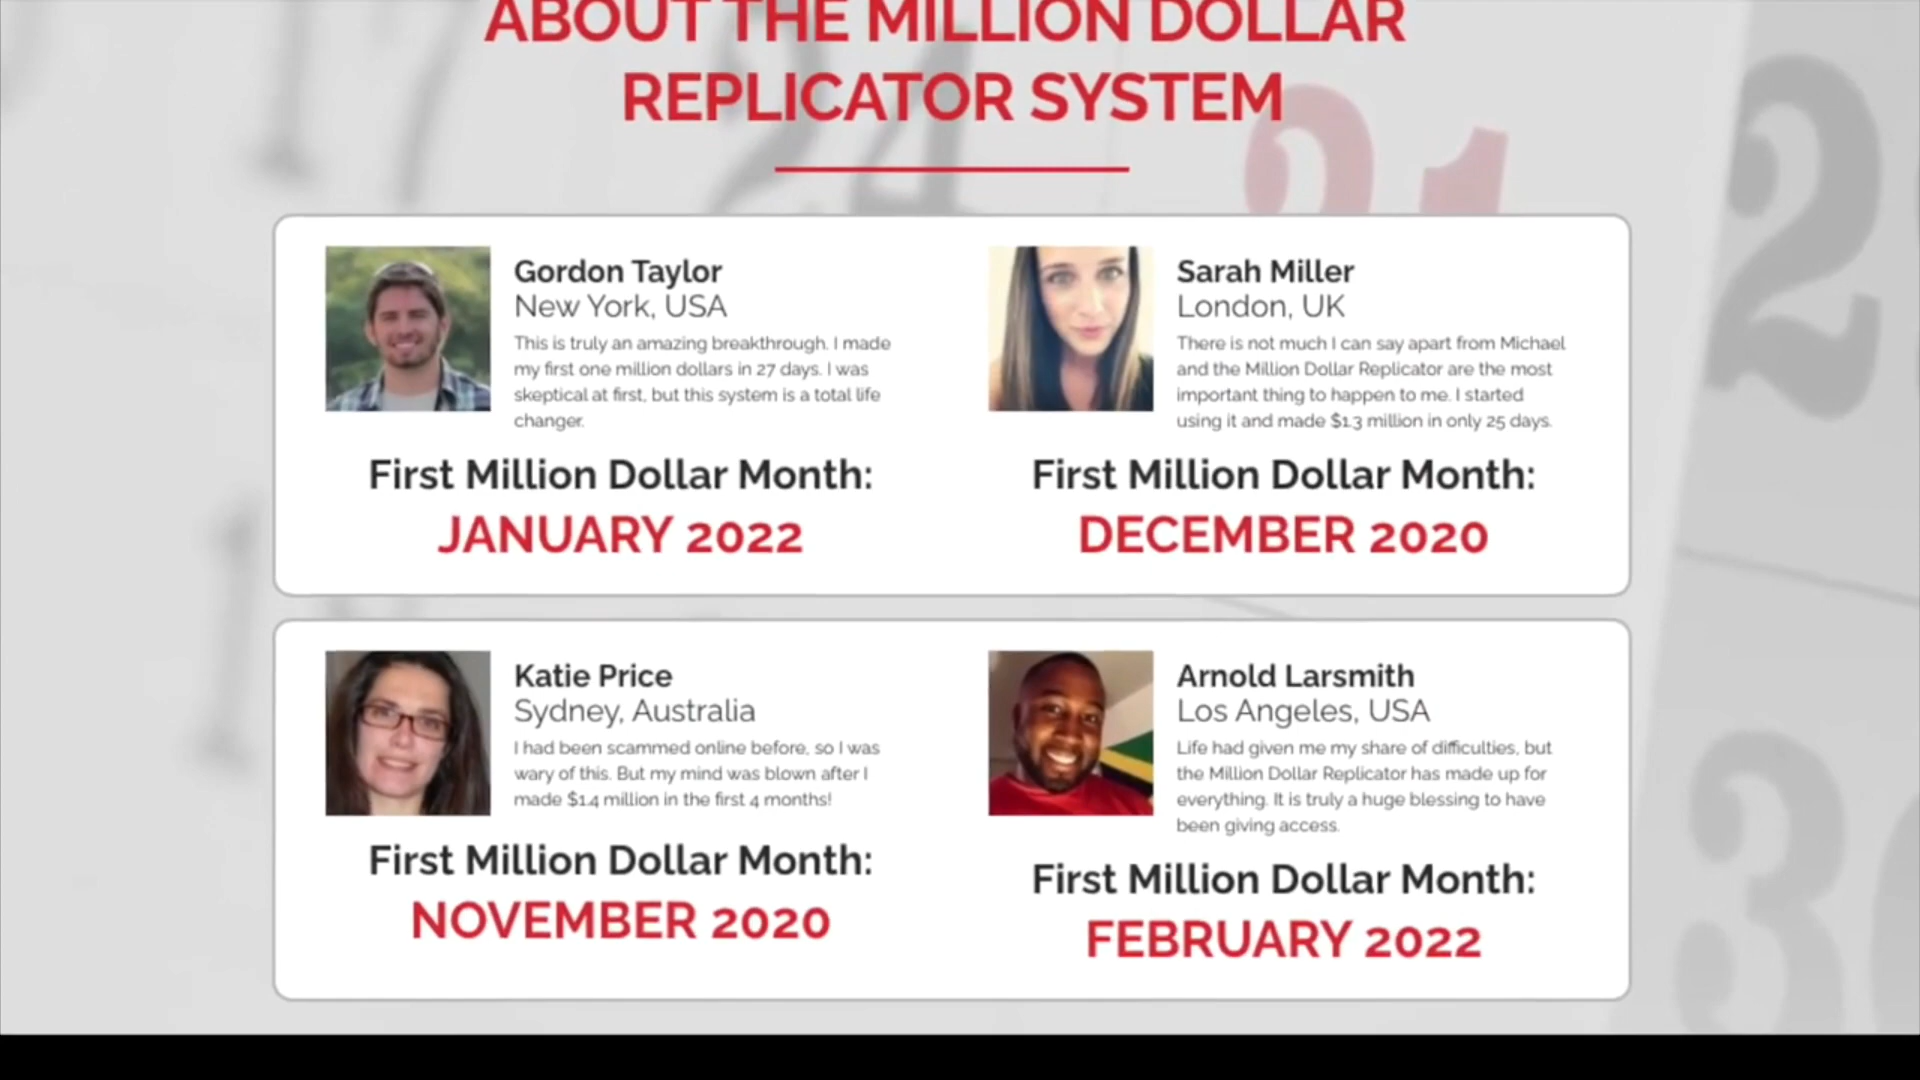 ABOUT THE MILLION DOLLAR
REPLICATOR SYSTEM
17
24
21
Gordon Taylor
New York, USA
This is truly an amazing breakthrough. I made
my first one million dollars in 27 days. I was
skeptical at first, but this system is a total life
changer.
First Million Dollar Month:
JANUARY 2022
Sarah Miller
London, UK
There is not much I can say apart from Michael
and the Million Dollar Replicator are the most
important thing to happen to me. I started
using it and made $1.3 million in only 25 days.
First Million Dollar Month:
DECEMBER 2020
Katie Price
Sydney, Australia
I had been scammed online before, so I was
wary of this. But my mind was blown after I
made $1.4 million in the first 4 months!
First Million Dollar Month:
NOVEMBER 2020
Arnold Larsmith
Los Angeles, USA
Life had given me my share of difficulties, but
the Million Dollar Replicator has made up for
everything. It is truly a huge blessing to have
been giving access.
First Million Dollar Month:
FEBRUARY 2022